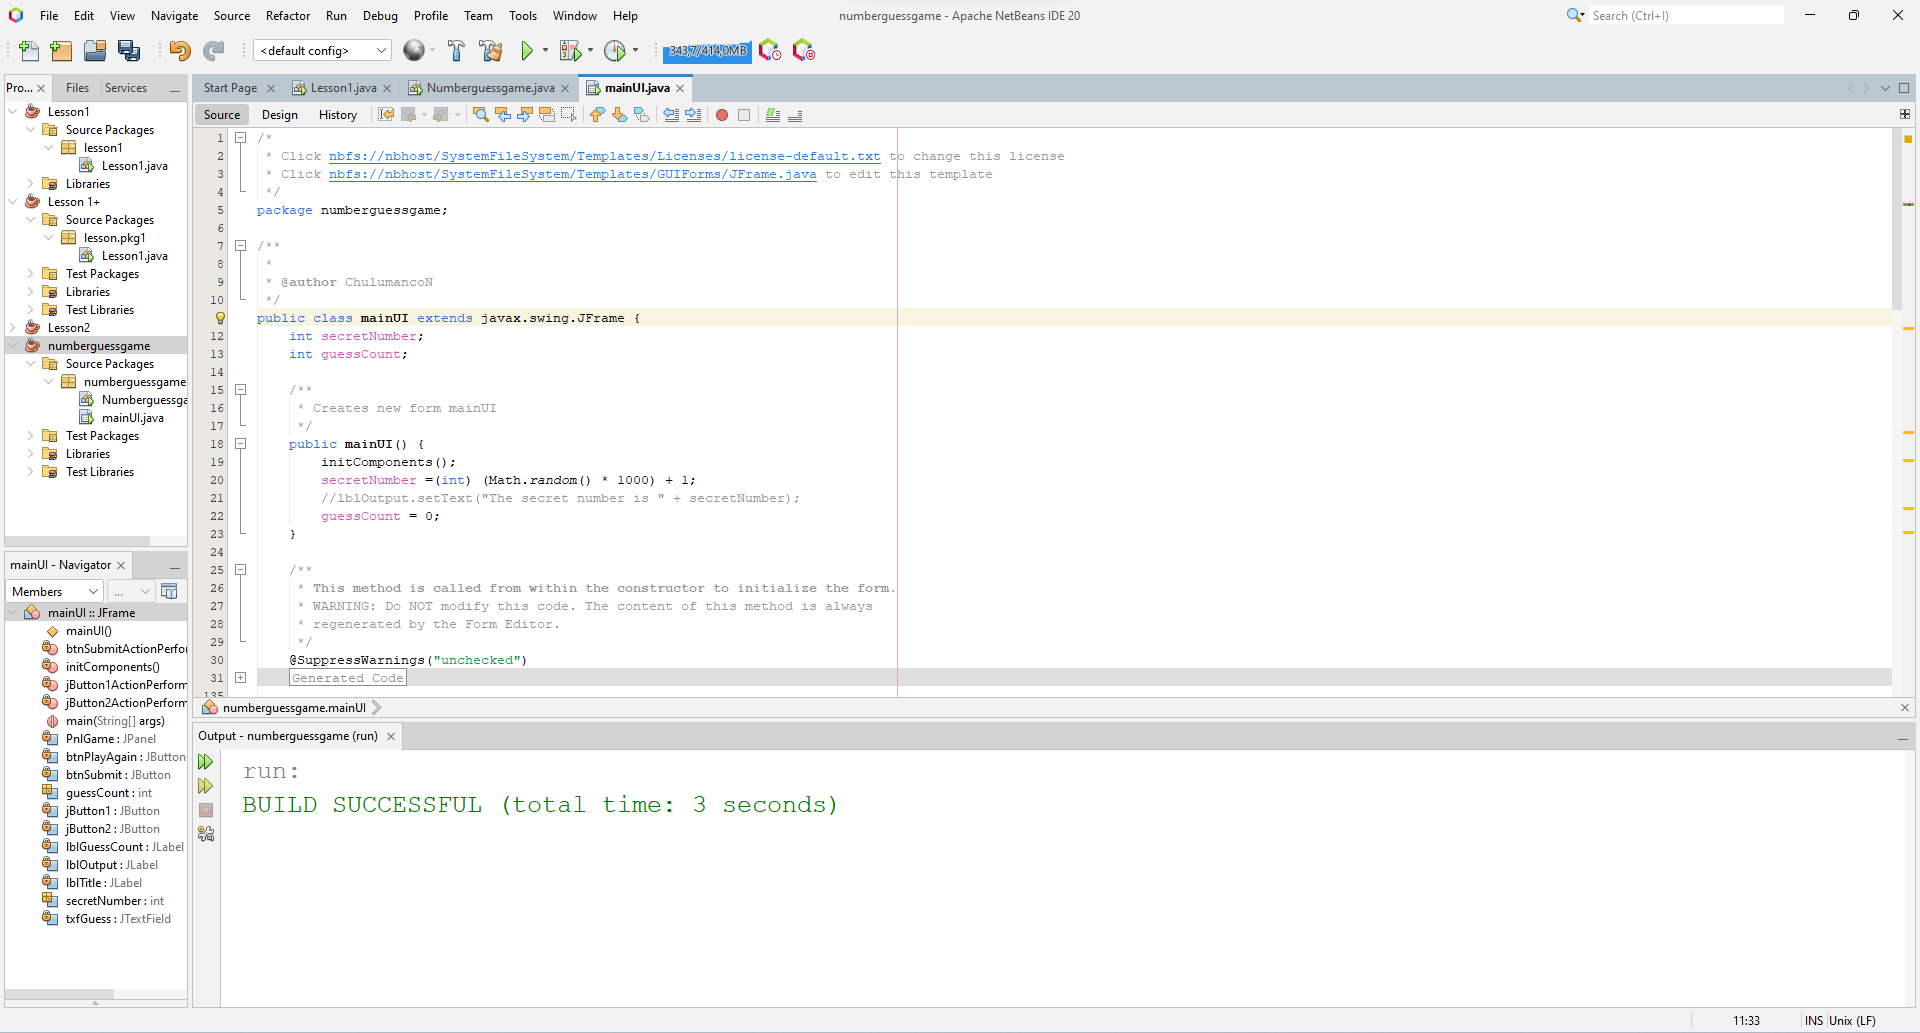 File Edit View Navigate Source Refactor Run Debug Profile Team Tools Window Help
numberguessgame - Apache NetBeans IDE 20
Search (Ctrl+I)
<default config>
343,7/414,0MB
Pro... Files Services
Start Page Lesson1.java Numberguessgame.java mainUI.java
Source Design History
Lesson1
Source Packages
lesson1
Lesson1.java
Libraries
Lesson 1+
Source Packages
lesson.pkg1
Lesson1.java
Test Packages
Libraries
Test Libraries
Lesson2
numberguessgame
Source Packages
numberguessgame
Numberguessga
mainUI.java
Test Packages
Libraries
Test Libraries
1 /*
2 * Click nbfs://nbhost/SystemFileSystem/Templates/Licenses/license-default.txt to change this license
3 * Click nbfs://nbhost/SystemFileSystem/Templates/GUIForms/JFrame.java to edit this template
4 */
5 package numberguessgame;
6
7 /**
8 *
9 * @author ChulumancoN
10 */
public class mainUI extends javax.swing.JFrame {
12 int secretNumber;
13 int guessCount;
14
15 /**
16 * Creates new form mainUI
17 */
18 public mainUI() {
19 initComponents();
20 secretNumber =(int) (Math.random() * 1000) + 1;
21 //lblOutput.setText("The secret number is " + secretNumber);
22 guessCount = 0;
23 }
24
25 /**
26 * This method is called from within the constructor to initialize the form.
27 * WARNING: Do NOT modify this code. The content of this method is always
28 * regenerated by the Form Editor.
29 */
30 @SuppressWarnings("unchecked")
31 Generated Code
135
numberguessgame.mainUI
mainUI - Navigator
Members ...
mainUI :: JFrame
mainUI()
btnSubmitActionPerfor
initComponents()
jButton1ActionPerform
jButton2ActionPerform
main(String[] args)
PnlGame : JPanel
btnPlayAgain : JButton
btnSubmit : JButton
guessCount : int
jButton1 : JButton
jButton2 : JButton
lblGuessCount : JLabel
lblOutput : JLabel
lblTitle : JLabel
secretNumber : int
txfGuess : JTextField
Output - numberguessgame (run)
run:
BUILD SUCCESSFUL (total time: 3 seconds)
11:33 INS Unix (LF)